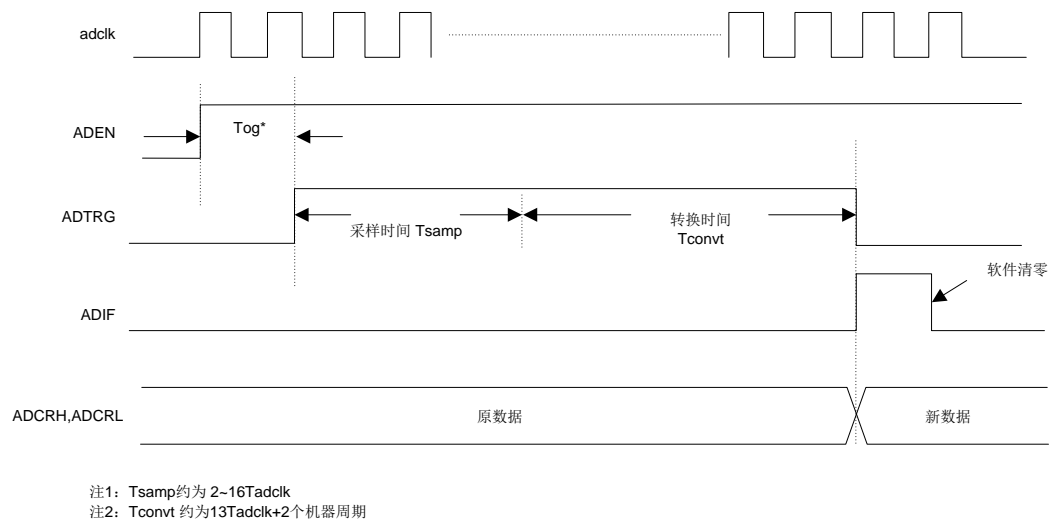 adclk
ADEN
Tog*
ADTRG
采样时间 Tsamp
转换时间
Tconvt
软件清零
ADIF
ADCRH,ADCRL
原数据
新数据
注1：Tsamp约为 2~16Tadclk
注2：Tconvt 约为13Tadclk+2个机器周期